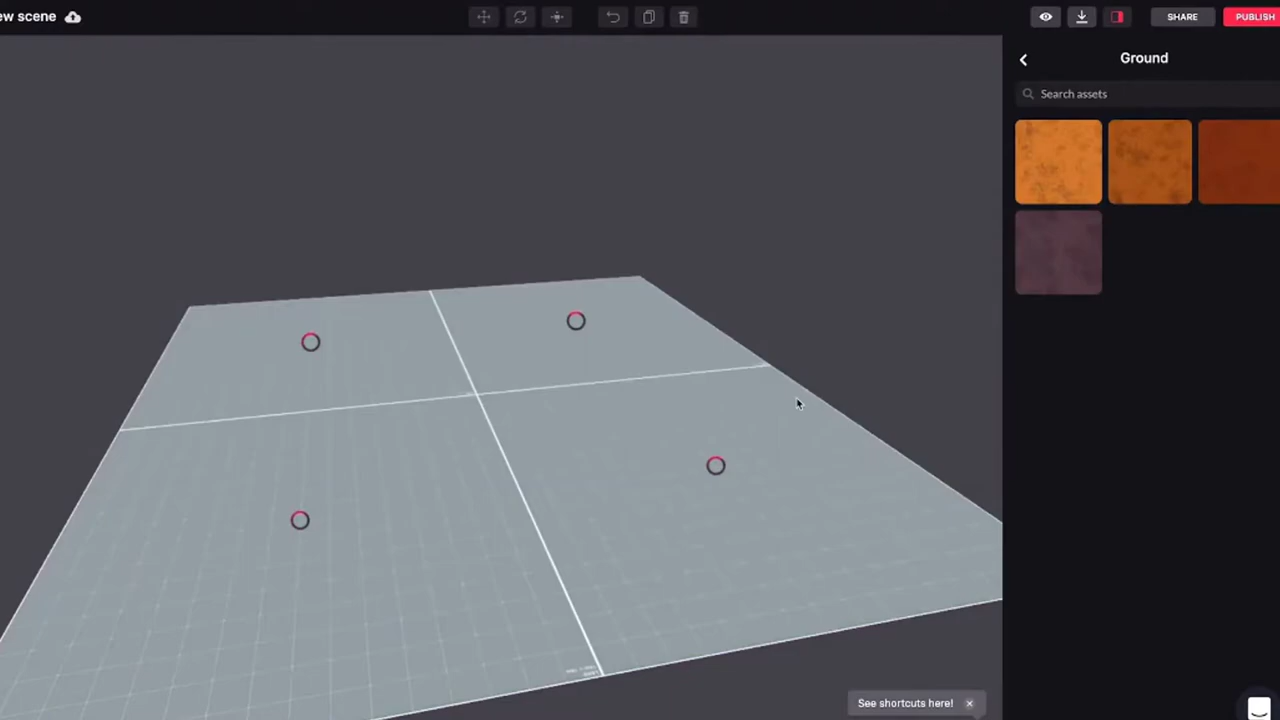 ew scene
SHARE
PUBLISH
Ground
Search assets
See shortcuts here!